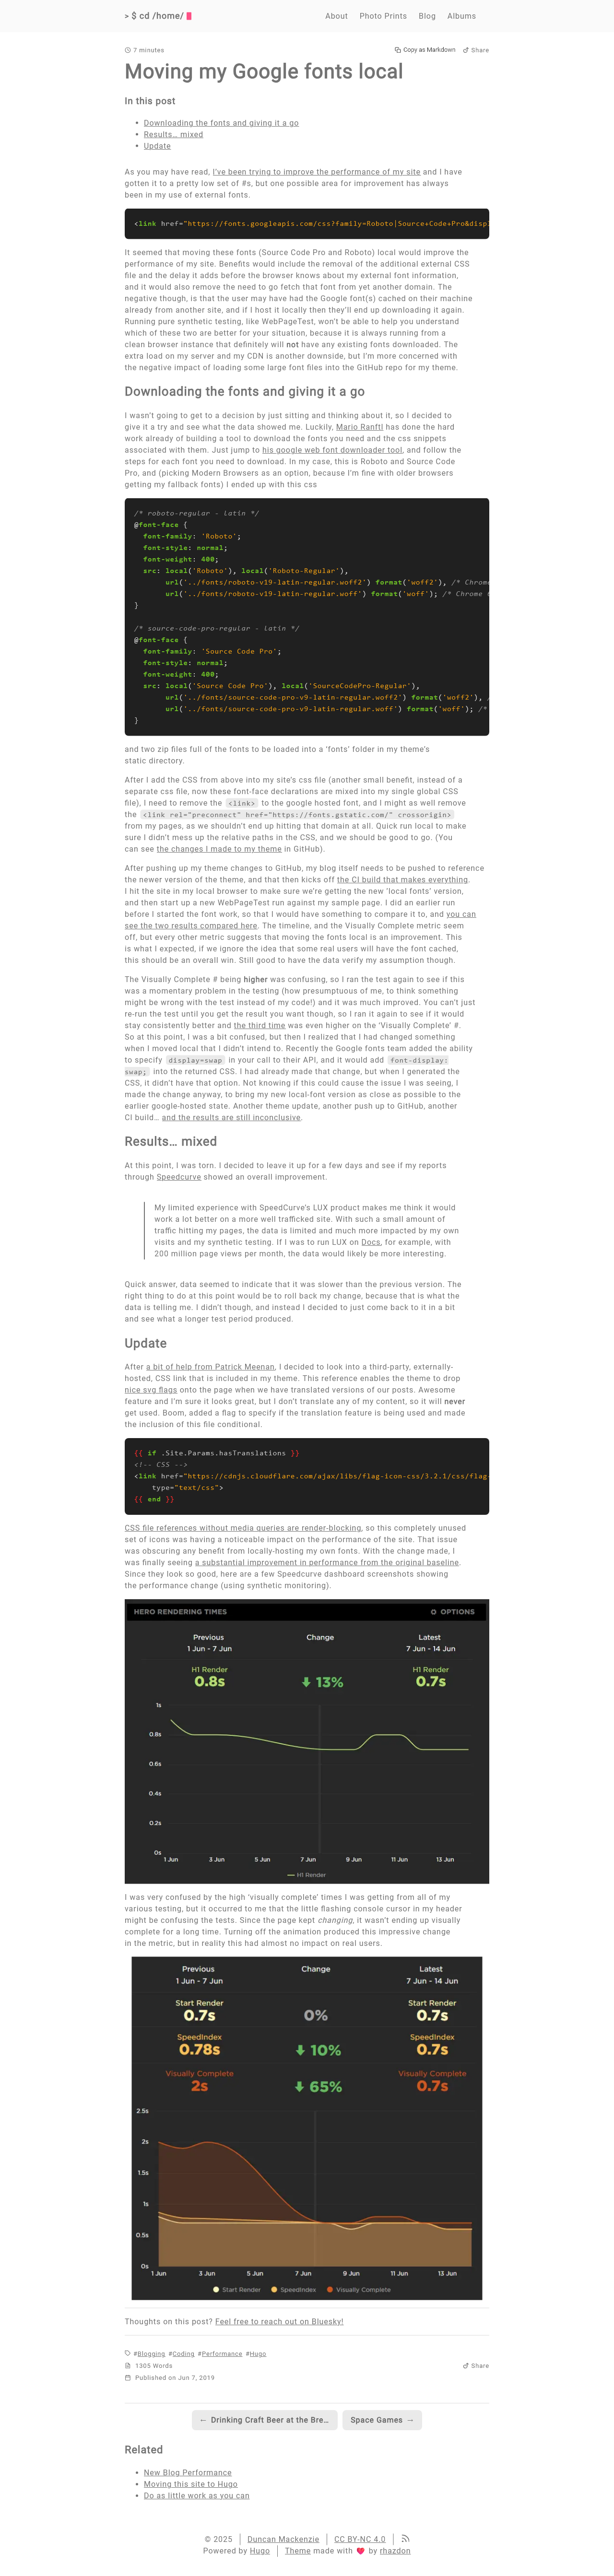 > $ cd /home/
About Photo Prints Blog Albums
7 minutes
Copy as Markdown Share
Moving my Google fonts local
In this post
Downloading the fonts and giving it a go
Results… mixed
Update
As you may have read, I've been trying to improve the performance of my site and I have
gotten it to a pretty low set of #s, but one possible area for improvement has always
been in my use of external fonts.
<link href="https://fonts.googleapis.com/css?family=Roboto|Source+Code+Pro&disp
It seemed that moving these fonts (Source Code Pro and Roboto) local would improve the
performance of my site. Benefits would include the removal of the additional external CSS
file and the delay it adds before the browser knows about my external font information,
and it would also remove the need to go fetch that font from yet another domain. The
negative though, is that the user may have had the Google font(s) cached on their machine
already from another site, and if I host it locally then they'll end up downloading it again.
Running pure synthetic testing, like WebPageTest, won't be able to help you understand
which of these two are better for your situation, because it is always running from a
clean browser instance that definitely will not have any existing fonts downloaded. The
extra load on my server and my CDN is another downside, but I'm more concerned with
the negative impact of loading some large font files into the GitHub repo for my theme.
Downloading the fonts and giving it a go
I wasn't going to get to a decision by just sitting and thinking about it, so I decided to
give it a try and see what the data showed me. Luckily, Mario Ranftl has done the hard
work already of building a tool to download the fonts you need and the css snippets
associated with them. Just jump to his google web font downloader tool, and follow the
steps for each font you need to download. In my case, this is Roboto and Source Code
Pro, and (picking Modern Browsers as an option, because I'm fine with older browsers
getting my fallback fonts) I ended up with this css
/* roboto-regular - latin */
@font-face {
font-family: 'Roboto';
font-style: normal;
font-weight: 400;
src: local('Roboto'), local('Roboto-Regular'),
url('../fonts/roboto-v19-latin-regular.woff2') format('woff2'), /* Chrome
url('../fonts/roboto-v19-latin-regular.woff') format('woff'); /* Chrome
}
/* source-code-pro-regular - latin */
@font-face {
font-family: 'Source Code Pro';
font-style: normal;
font-weight: 400;
src: local('Source Code Pro'), local('SourceCodePro-Regular'),
url('../fonts/source-code-pro-v9-latin-regular.woff2') format('woff2'),
url('../fonts/source-code-pro-v9-latin-regular.woff') format('woff'); /*
}
and two zip files full of the fonts to be loaded into a 'fonts' folder in my theme's
static directory.
After I add the CSS from above into my site's css file (another small benefit, instead of a
separate css file, now these font-face declarations are mixed into my single global CSS
file), I need to remove the <link> to the google hosted font, and I might as well remove
the <link rel="preconnect" href="https://fonts.gstatic.com/" crossorigin>
from my pages, as we shouldn't end up hitting that domain at all. Quick run local to make
sure I didn't mess up the relative paths in the CSS, and we should be good to go. (You
can see the changes I made to my theme in GitHub).
After pushing up my theme changes to GitHub, my blog itself needs to be pushed to reference
the newer version of the theme, and that then kicks off the CI build that makes everything.
I hit the site in my local browser to make sure we're getting the new 'local fonts' version,
and then start up a new WebPageTest run against my sample page. I did an earlier run
before I started the font work, so that I would have something to compare it to, and you can
see the two results compared here. The timeline, and the Visually Complete metric seem
off, but every other metric suggests that moving the fonts local is an improvement. This
is what I expected, if we ignore the idea that some real users will have the font cached,
this should be an overall win. Still good to have the data verify my assumption though.
The Visually Complete # being higher was confusing, so I ran the test again to see if this
was a momentary problem in the testing (how presumptuous of me, to think something
might be wrong with the test instead of my code!) and it was much improved. You can't just
re-run the test until you get the result you want though, so I ran it again to see if it would
stay consistently better and the third time was even higher on the 'Visually Complete' #.
So at this point, I was a bit confused, but then I realized that I had changed something
when I moved local that I didn't intend to. Recently the Google fonts team added the ability
to specify display=swap in your call to their API, and it would add font-display:
swap; into the returned CSS. I had already made that change, but when I generated the
CSS, it didn't have that option. Not knowing if this could cause the issue I was seeing, I
made the change anyway, to bring my new local-font version as close as possible to the
earlier google-hosted state. Another theme update, another push up to GitHub, another
CI build… and the results are still inconclusive.
Results… mixed
At this point, I was torn. I decided to leave it up for a few days and see if my reports
through Speedcurve showed an overall improvement.
My limited experience with SpeedCurve's LUX product makes me think it would
work a lot better on a more well trafficked site. With such a small amount of
traffic hitting my pages, the data is limited and much more impacted by my own
visits and my synthetic testing. If I was to run LUX on Docs, for example, with
200 million page views per month, the data would likely be more interesting.
Quick answer, data seemed to indicate that it was slower than the previous version. The
right thing to do at this point would be to roll back my change, because that is what the
data is telling me. I didn't though, and instead I decided to just come back to it in a bit
and see what a longer test period produced.
Update
After a bit of help from Patrick Meenan, I decided to look into a third-party, externally-
hosted, CSS link that is included in my theme. This reference enables the theme to drop
nice svg flags onto the page when we have translated versions of our posts. Awesome
feature and I'm sure it looks great, but I don't translate any of my content, so it will never
get used. Boom, added a flag to specify if the translation feature is being used and made
the inclusion of this file conditional.
{{ if .Site.Params.hasTranslations }}
<!-- CSS -->
<link href="https://cdnjs.cloudflare.com/ajax/libs/flag-icon-css/3.2.1/css/flag-
type="text/css">
{{ end }}
CSS file references without media queries are render-blocking, so this completely unused
set of icons was having a noticeable impact on the performance of the site. That issue
was obscuring any benefit from locally-hosting my own fonts. With the change made, I
was finally seeing a substantial improvement in performance from the original baseline.
Since they look so good, here are a few Speedcurve dashboard screenshots showing
the performance change (using synthetic monitoring).
HERO RENDERING TIMES OPTIONS
Previous Change Latest
1 Jun - 7 Jun 7 Jun - 14 Jun
H1 Render H1 Render
0.8s 13% 0.7s
1s
0.8s
0.6s
0.4s
0.2s
0s
1 Jun 3 Jun 5 Jun 7 Jun 9 Jun 11 Jun 13 Jun
H1 Render
I was very confused by the high 'visually complete' times I was getting from all of my
various testing, but it occurred to me that the little flashing console cursor in my header
might be confusing the tests. Since the page kept changing, it wasn't ending up visually
complete for a long time. Turning off the animation produced this impressive change
in the metric, but in reality this had almost no impact on real users.
Previous Change Latest
1 Jun - 7 Jun 7 Jun - 14 Jun
Start Render Start Render
0.7s 0% 0.7s
SpeedIndex SpeedIndex
0.78s 10% 0.7s
Visually Complete Visually Complete
2s 65% 0.7s
2.5s
2s
1.5s
1s
0.5s
0s
1 Jun 3 Jun 5 Jun 7 Jun 9 Jun 11 Jun 13 Jun
Start Render SpeedIndex Visually Complete
Thoughts on this post? Feel free to reach out on Bluesky!
#Blogging #Coding #Performance #Hugo
1305 Words Share
Published on Jun 7, 2019
← Drinking Craft Beer at the Bre… Space Games →
Related
New Blog Performance
Moving this site to Hugo
Do as little work as you can
© 2025 Duncan Mackenzie CC BY-NC 4.0
Powered by Hugo Theme made with by rhazdon